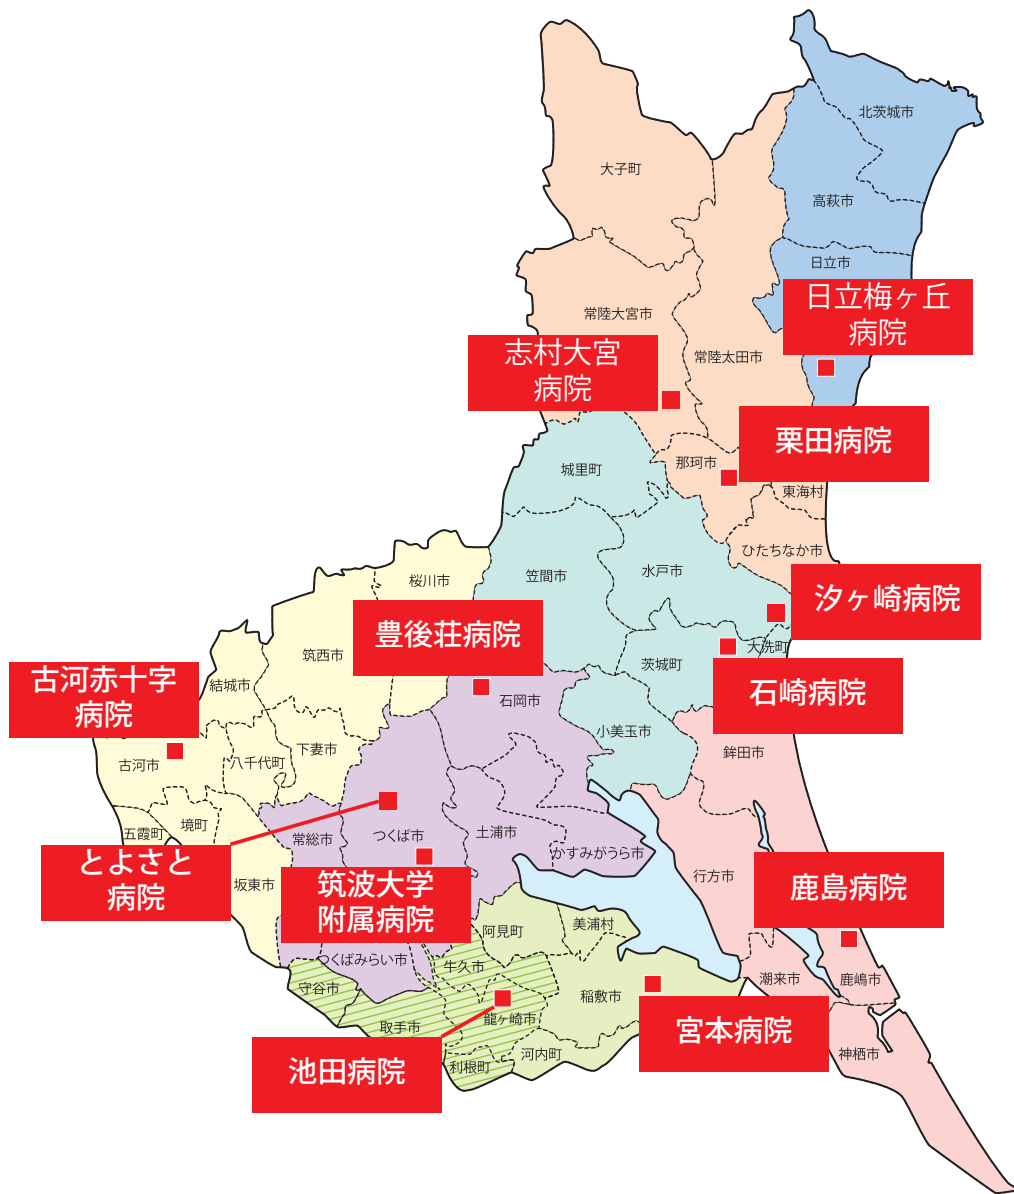 北茨城市
大子町
高萩市
日立市
日立梅ヶ丘
病院
常陸大宮市
志村大宮
病院
常陸太田市
栗田病院
那珂市
城里町
東海村
ひたちなか市
水戸市
笠間市
桜川市
汐ヶ崎病院
豊後荘病院
大洗町
筑西市
茨城町
古河赤十字
病院
結城市
石崎病院
石岡市
小美玉市
鉾田市
下妻市
八千代町
古河市
境町
五霞町
常総市
つくば市
土浦市
かすみがうら市
とよさと
病院
坂東市
筑波大学
附属病院
行方市
鹿島病院
美浦村
阿見町
つくばみらい市
牛久市
守谷市
稲敷市
潮来市
鹿嶋市
取手市
龍ヶ崎市
宮本病院
河内町
神栖市
利根町
池田病院